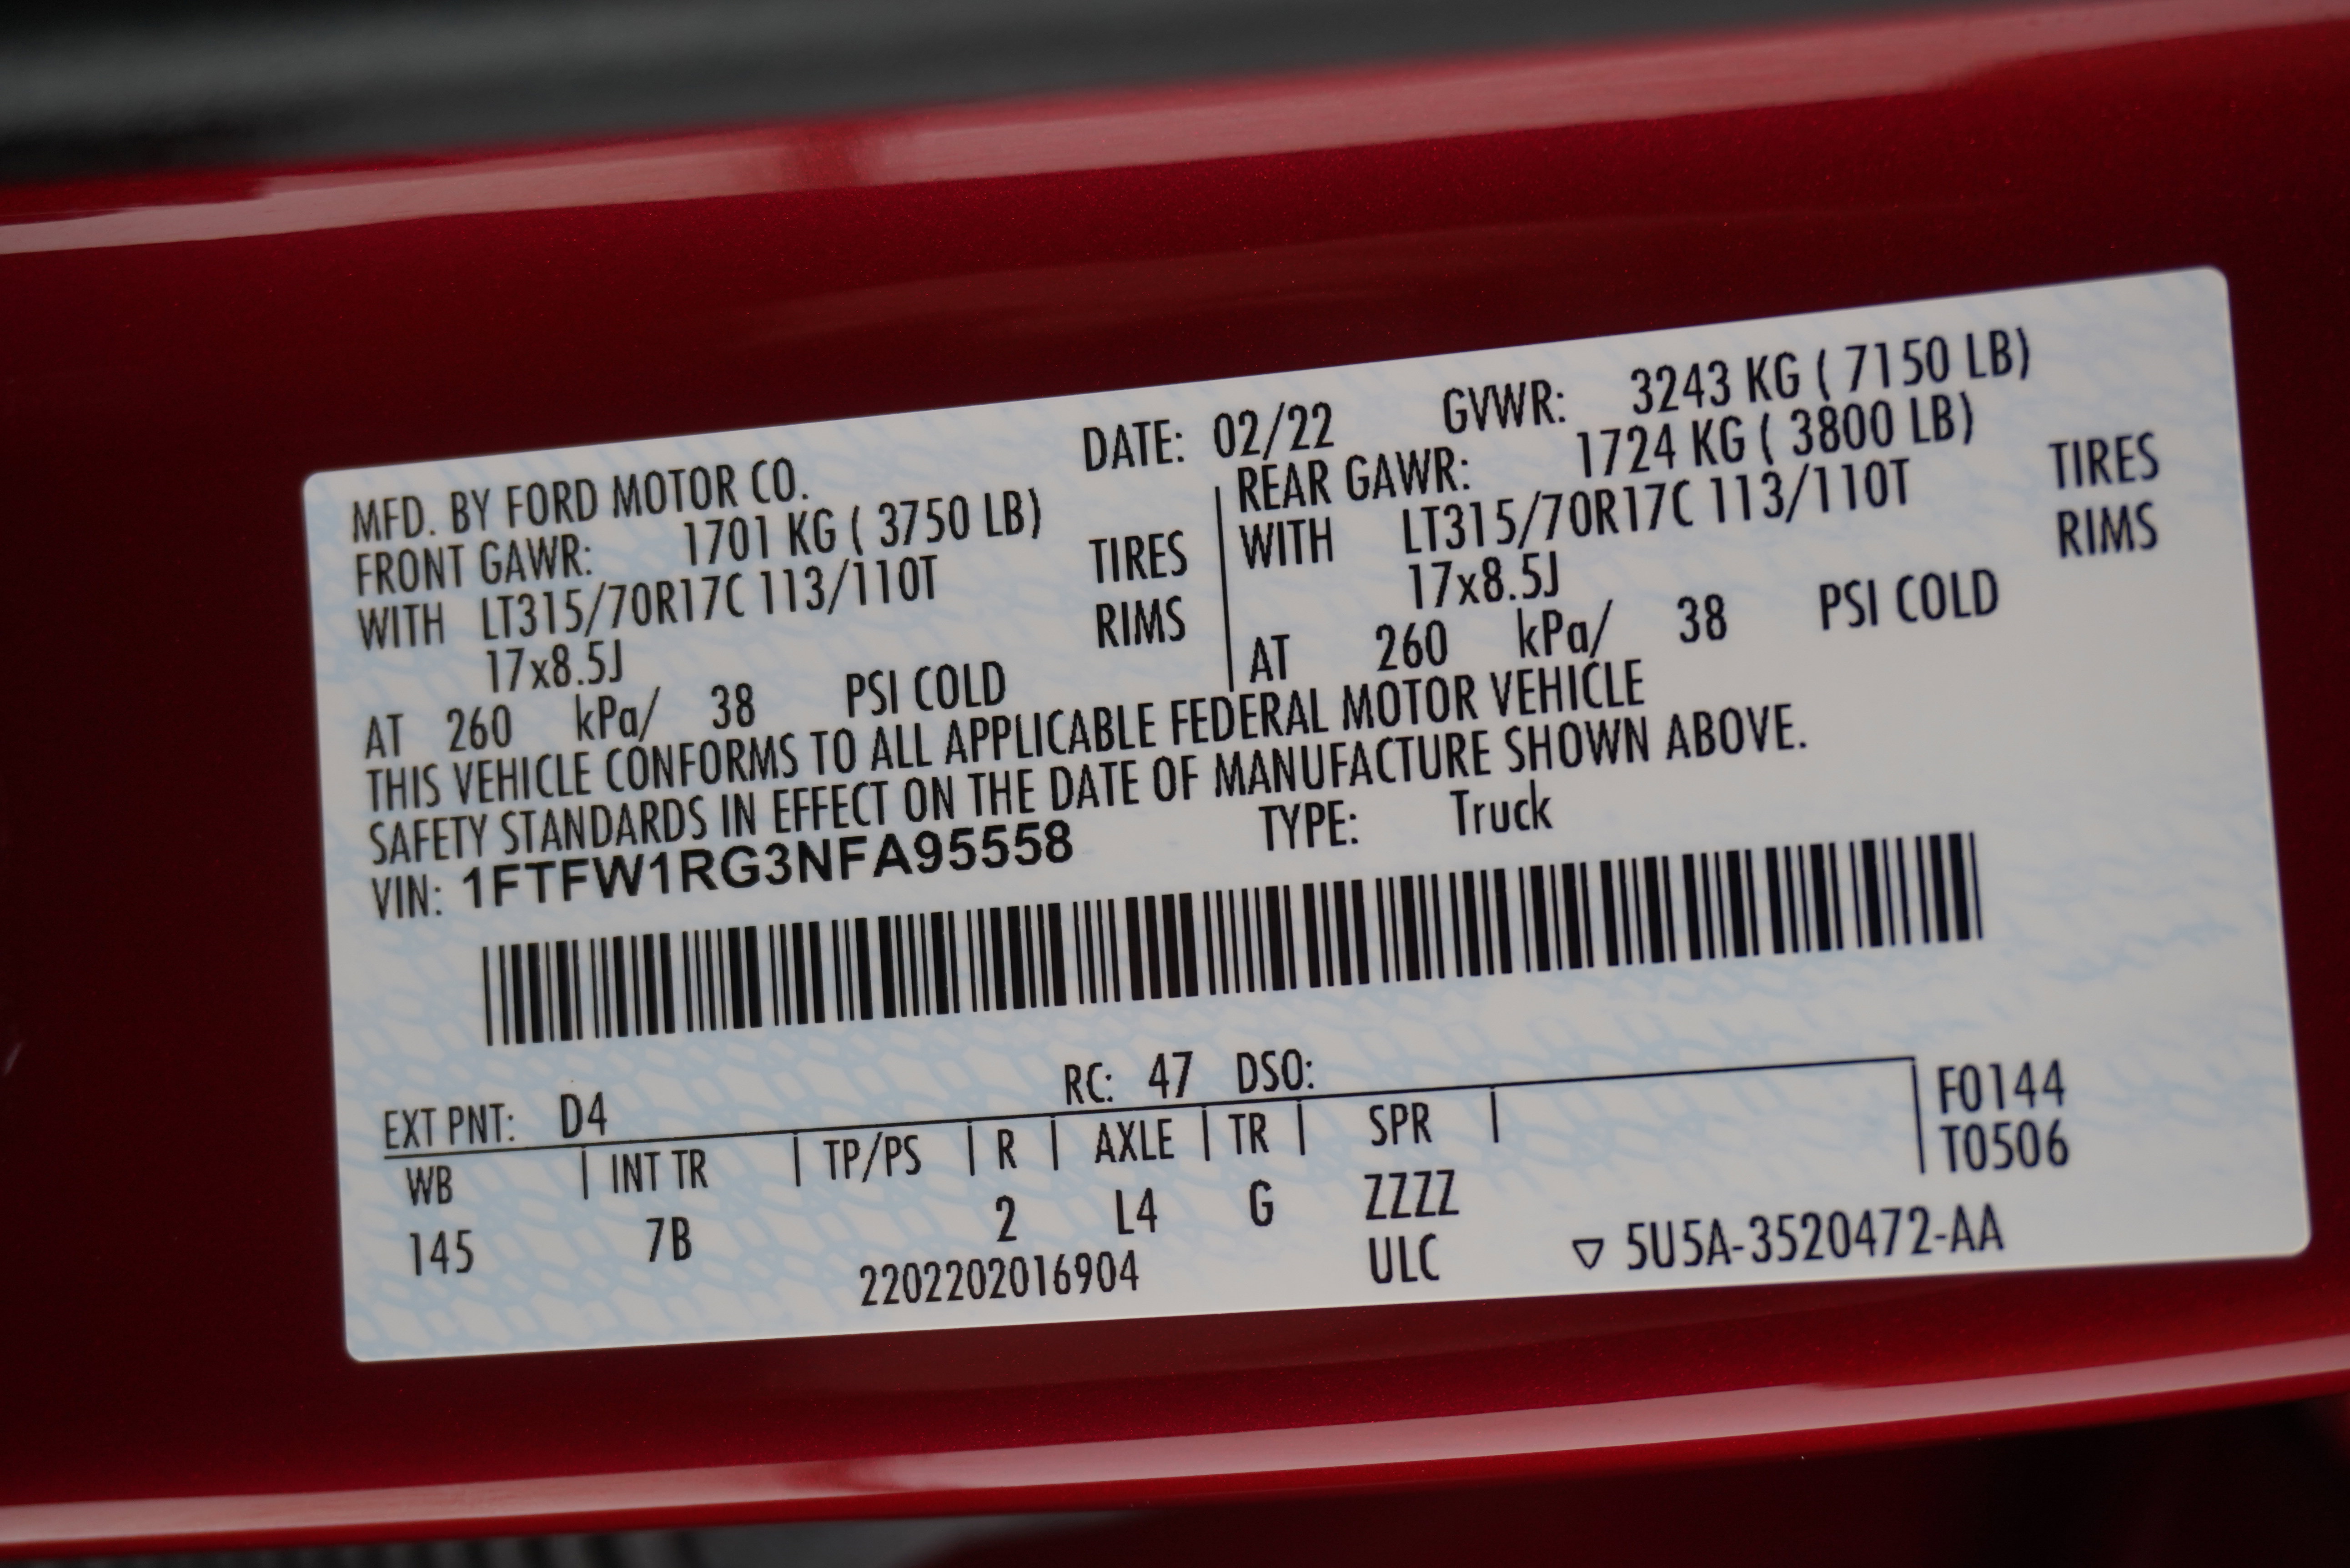 MFD. BY FORD MOTOR CO. DATE: 02/22 GVWR: 3243 KG ( 7150 LB)
FRONT GAWR: 1701 KG ( 3750 LB) REAR GAWR: 1724 KG ( 3800 LB)
WITH LT315/70R17C 113/110T TIRES WITH LT315/70R17C 113/110T TIRES
17x8.5J RIMS 17x8.5J RIMS
AT 260 kPa/ 38 PSI COLD AT 260 kPa/ 38 PSI COLD
THIS VEHICLE CONFORMS TO ALL APPLICABLE FEDERAL MOTOR VEHICLE
SAFETY STANDARDS IN EFFECT ON THE DATE OF MANUFACTURE SHOWN ABOVE.
VIN: 1FTFW1RG3NFA95558 TYPE: Truck
EXT PNT: D4 RC: 47 DSO:
WB INT TR TP/PS R AXLE TR SPR F0144
T0506
145 7B 2 L4 G ZZZZ
2202202016904 ULC ▽ 5U5A-3520472-AA